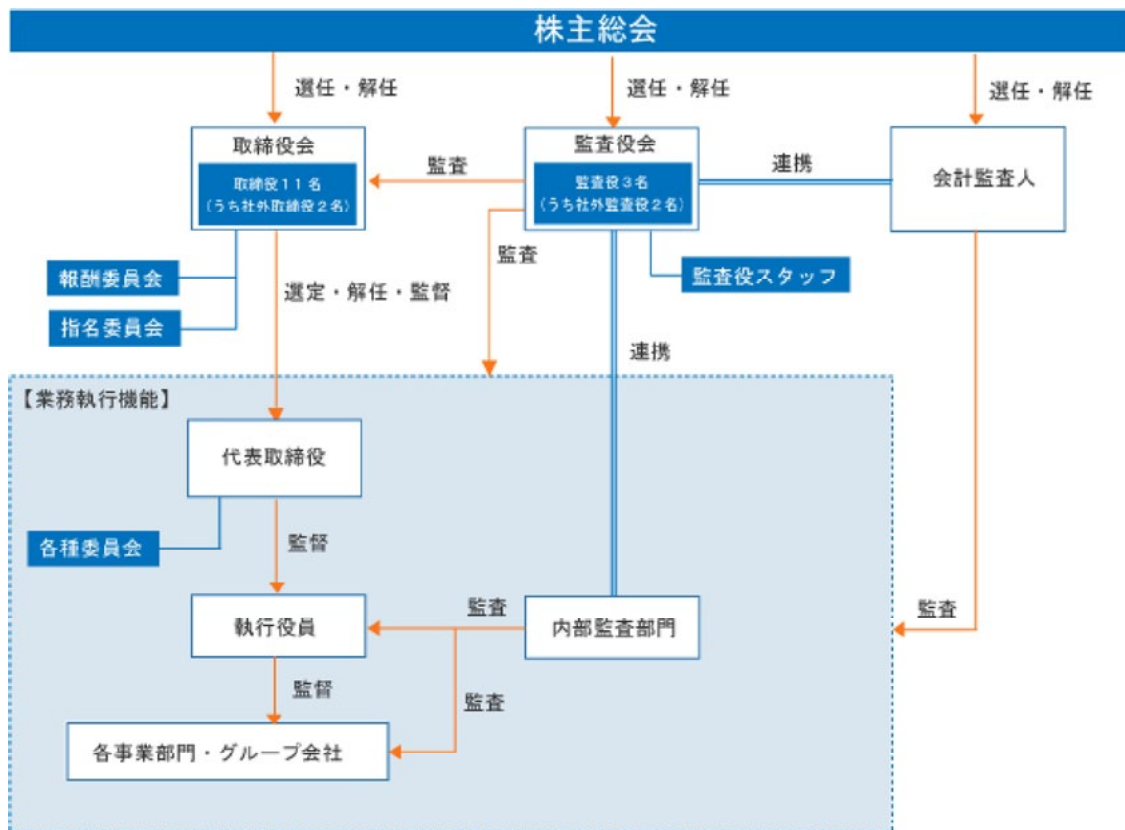 株主総会
選任・解任
選任・解任
選任・解任
取締役会
取締役11名
(うち社外取締役2名)
監査
監査役会
監査役3名
(うち社外監査役2名)
連携
会計監査人
報酬委員会
指名委員会
選定・解任・監督
監査
監査役スタッフ
連携
【業務執行機能】
代表取締役
各種委員会
監督
執行役員
監査
内部監査部門
監査
監督
監査
各事業部門・グループ会社